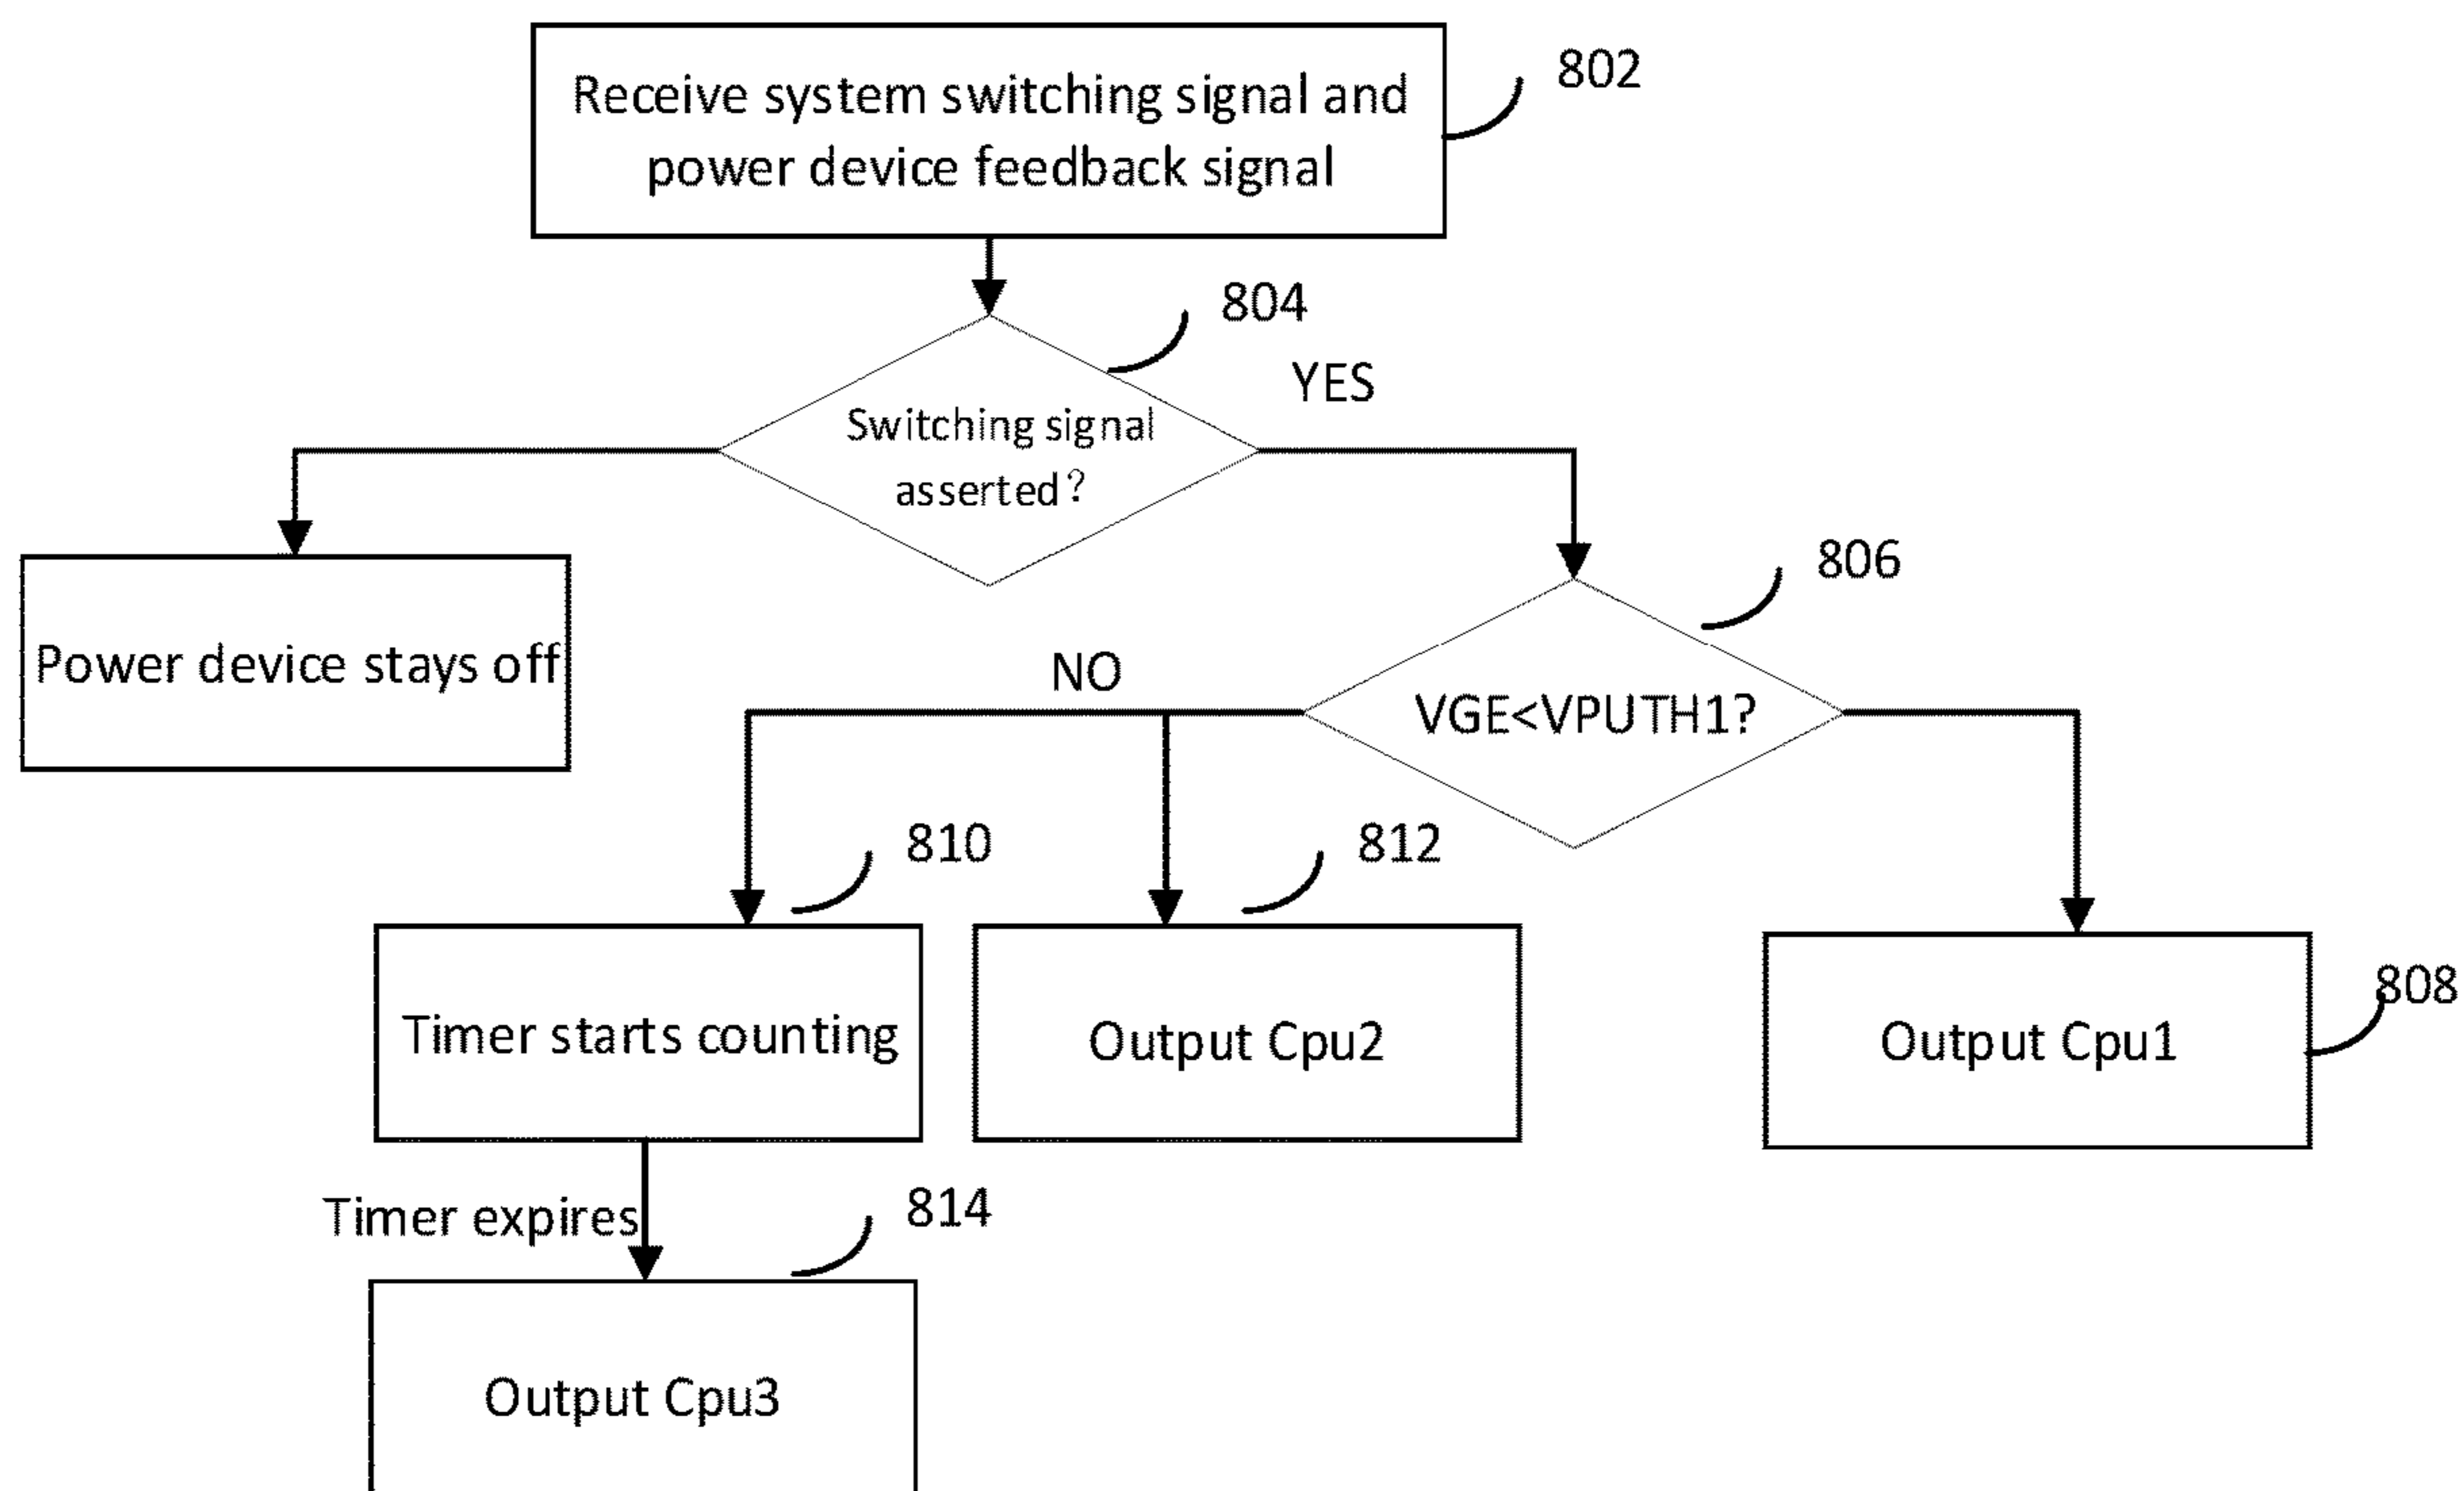 Receive system switching signal and
power device feedback signal
802
804
YES
Switching signal
asserted?
Power device stays off
806
NO
VGE<VPUTH1?
810
812
808
Timer starts counting
Output Cpu2
Output Cpu1
Timer expires
814
Output Cpu3